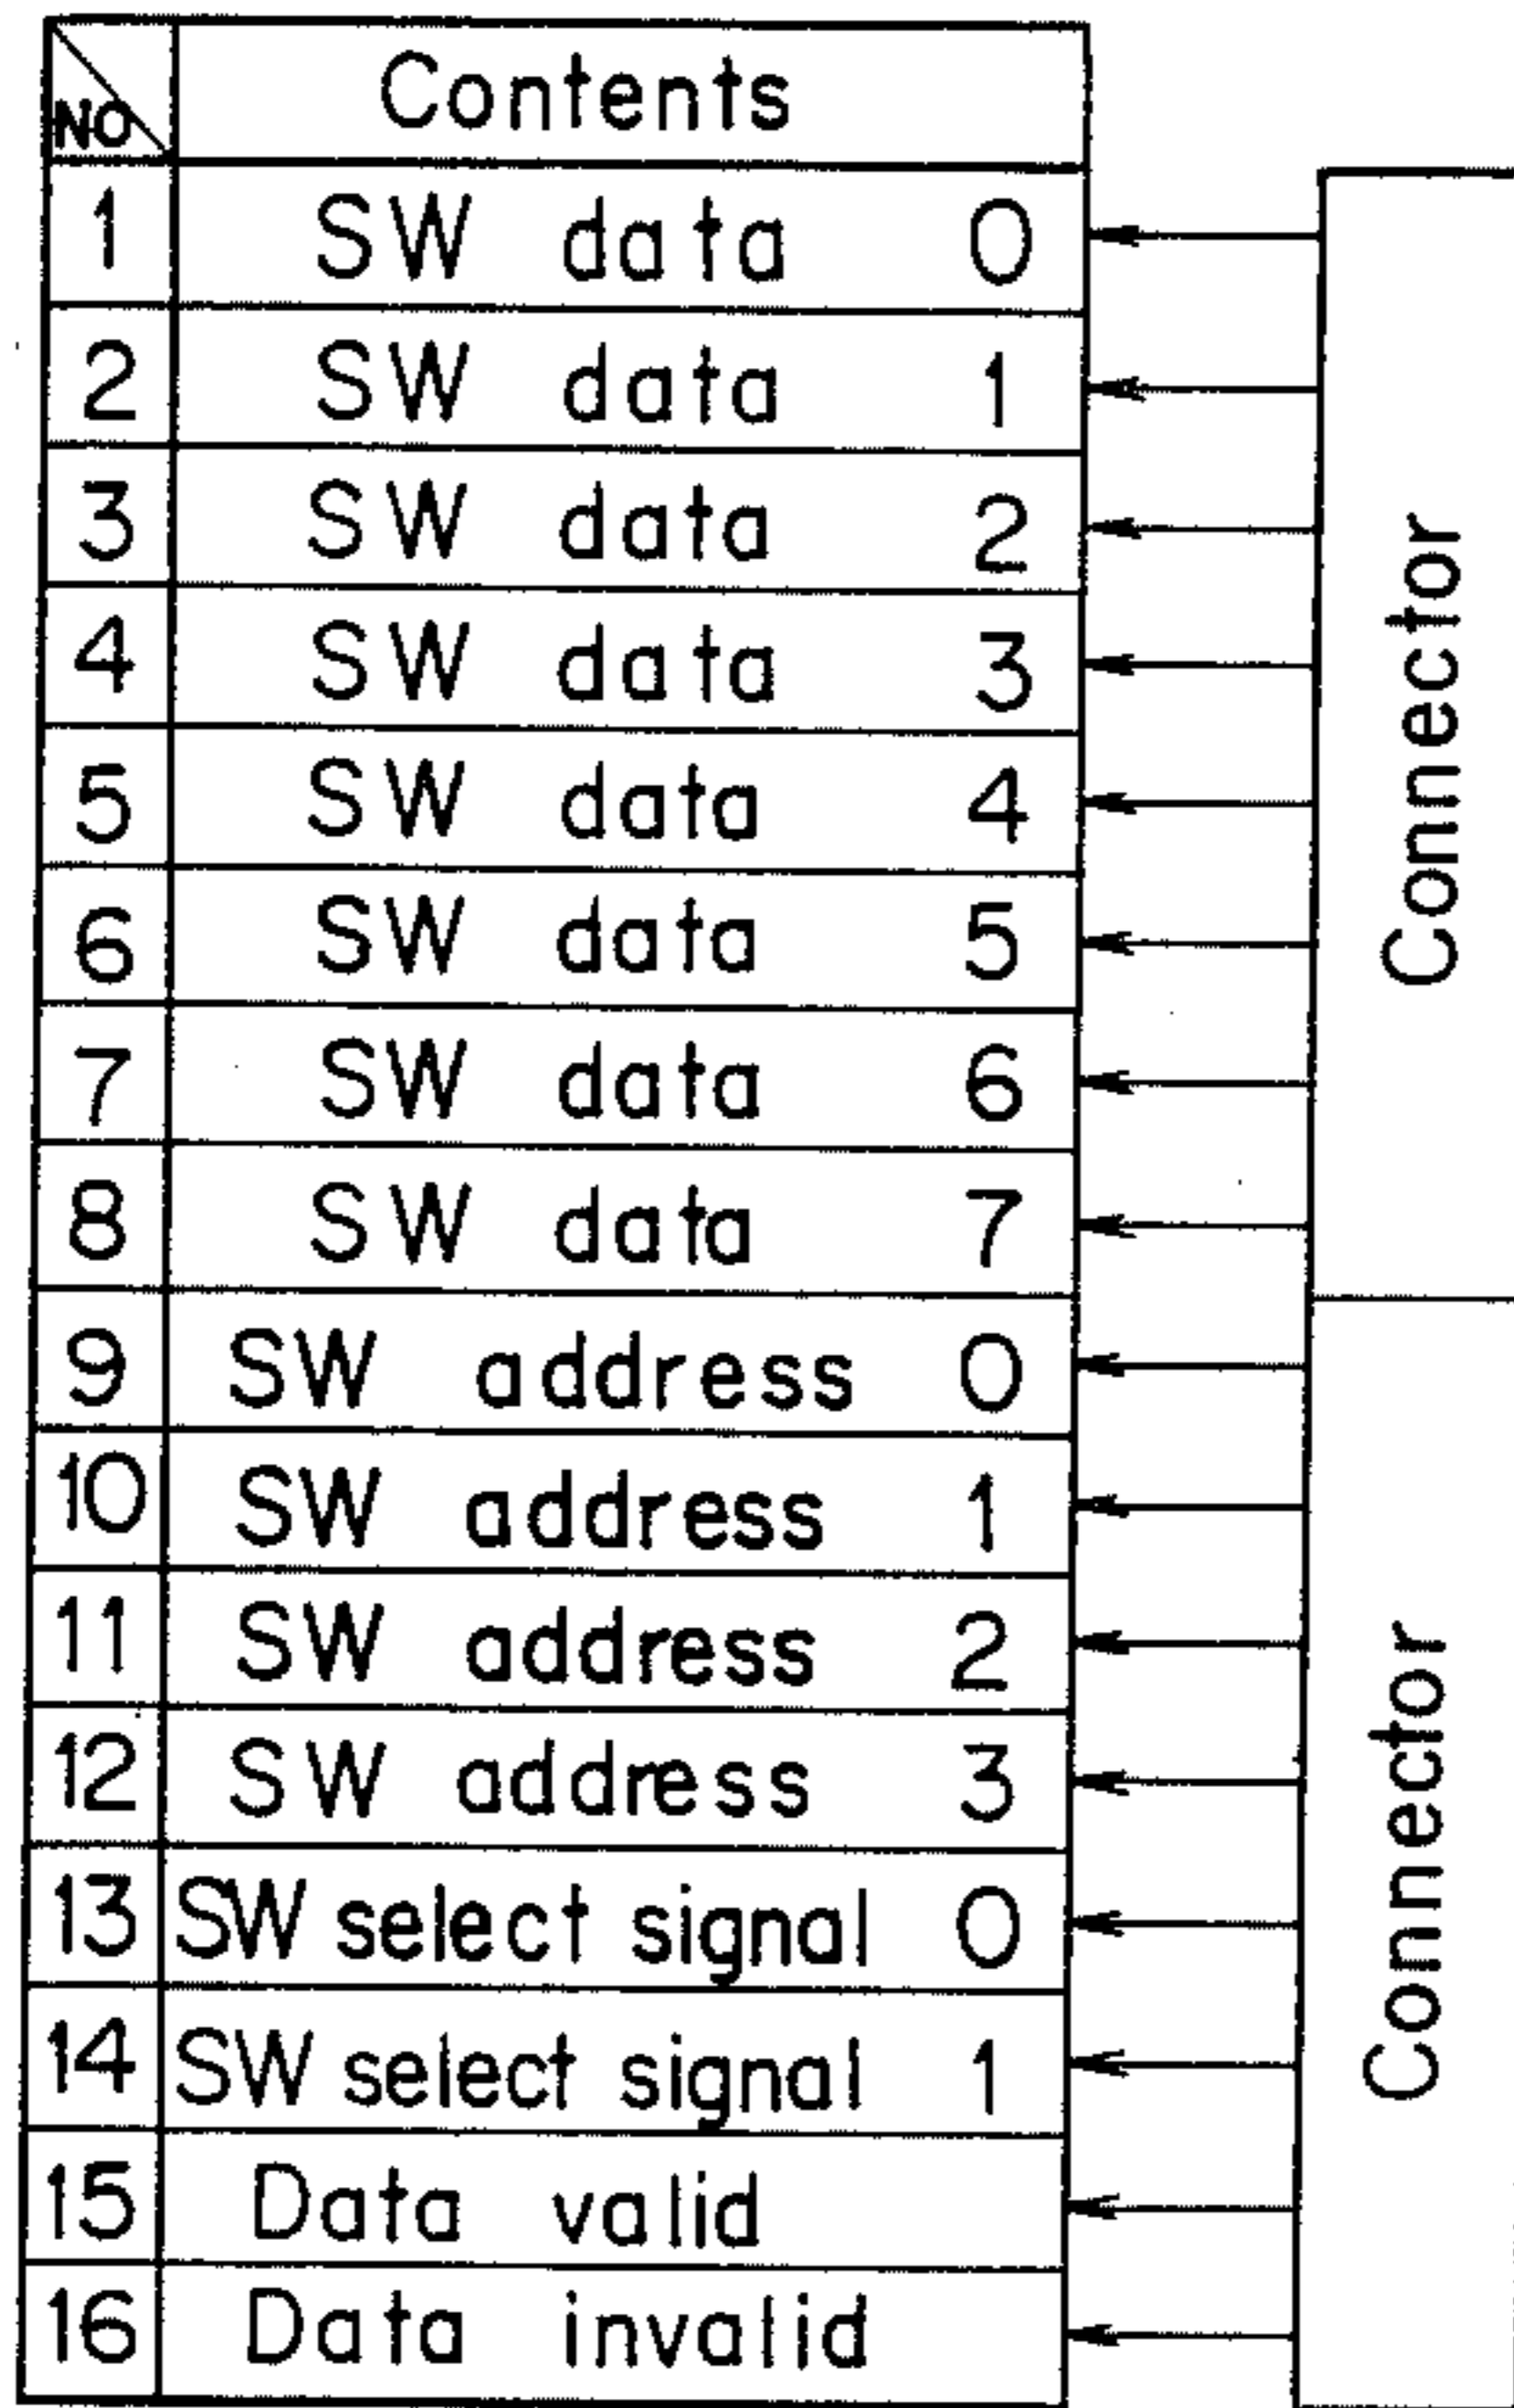 No Contents
1 SW data 0
2 SW data 1
3 SW data 2
4 SW data 3
5 SW data 4
6 SW data 5
7 SW data 6
8 SW data 7
9 SW address 0
10 SW address 1
11 SW address 2
12 SW address 3
13 SW select signal 0
14 SW select signal 1
15 Data valid
16 Data invalid
Connector
Connector